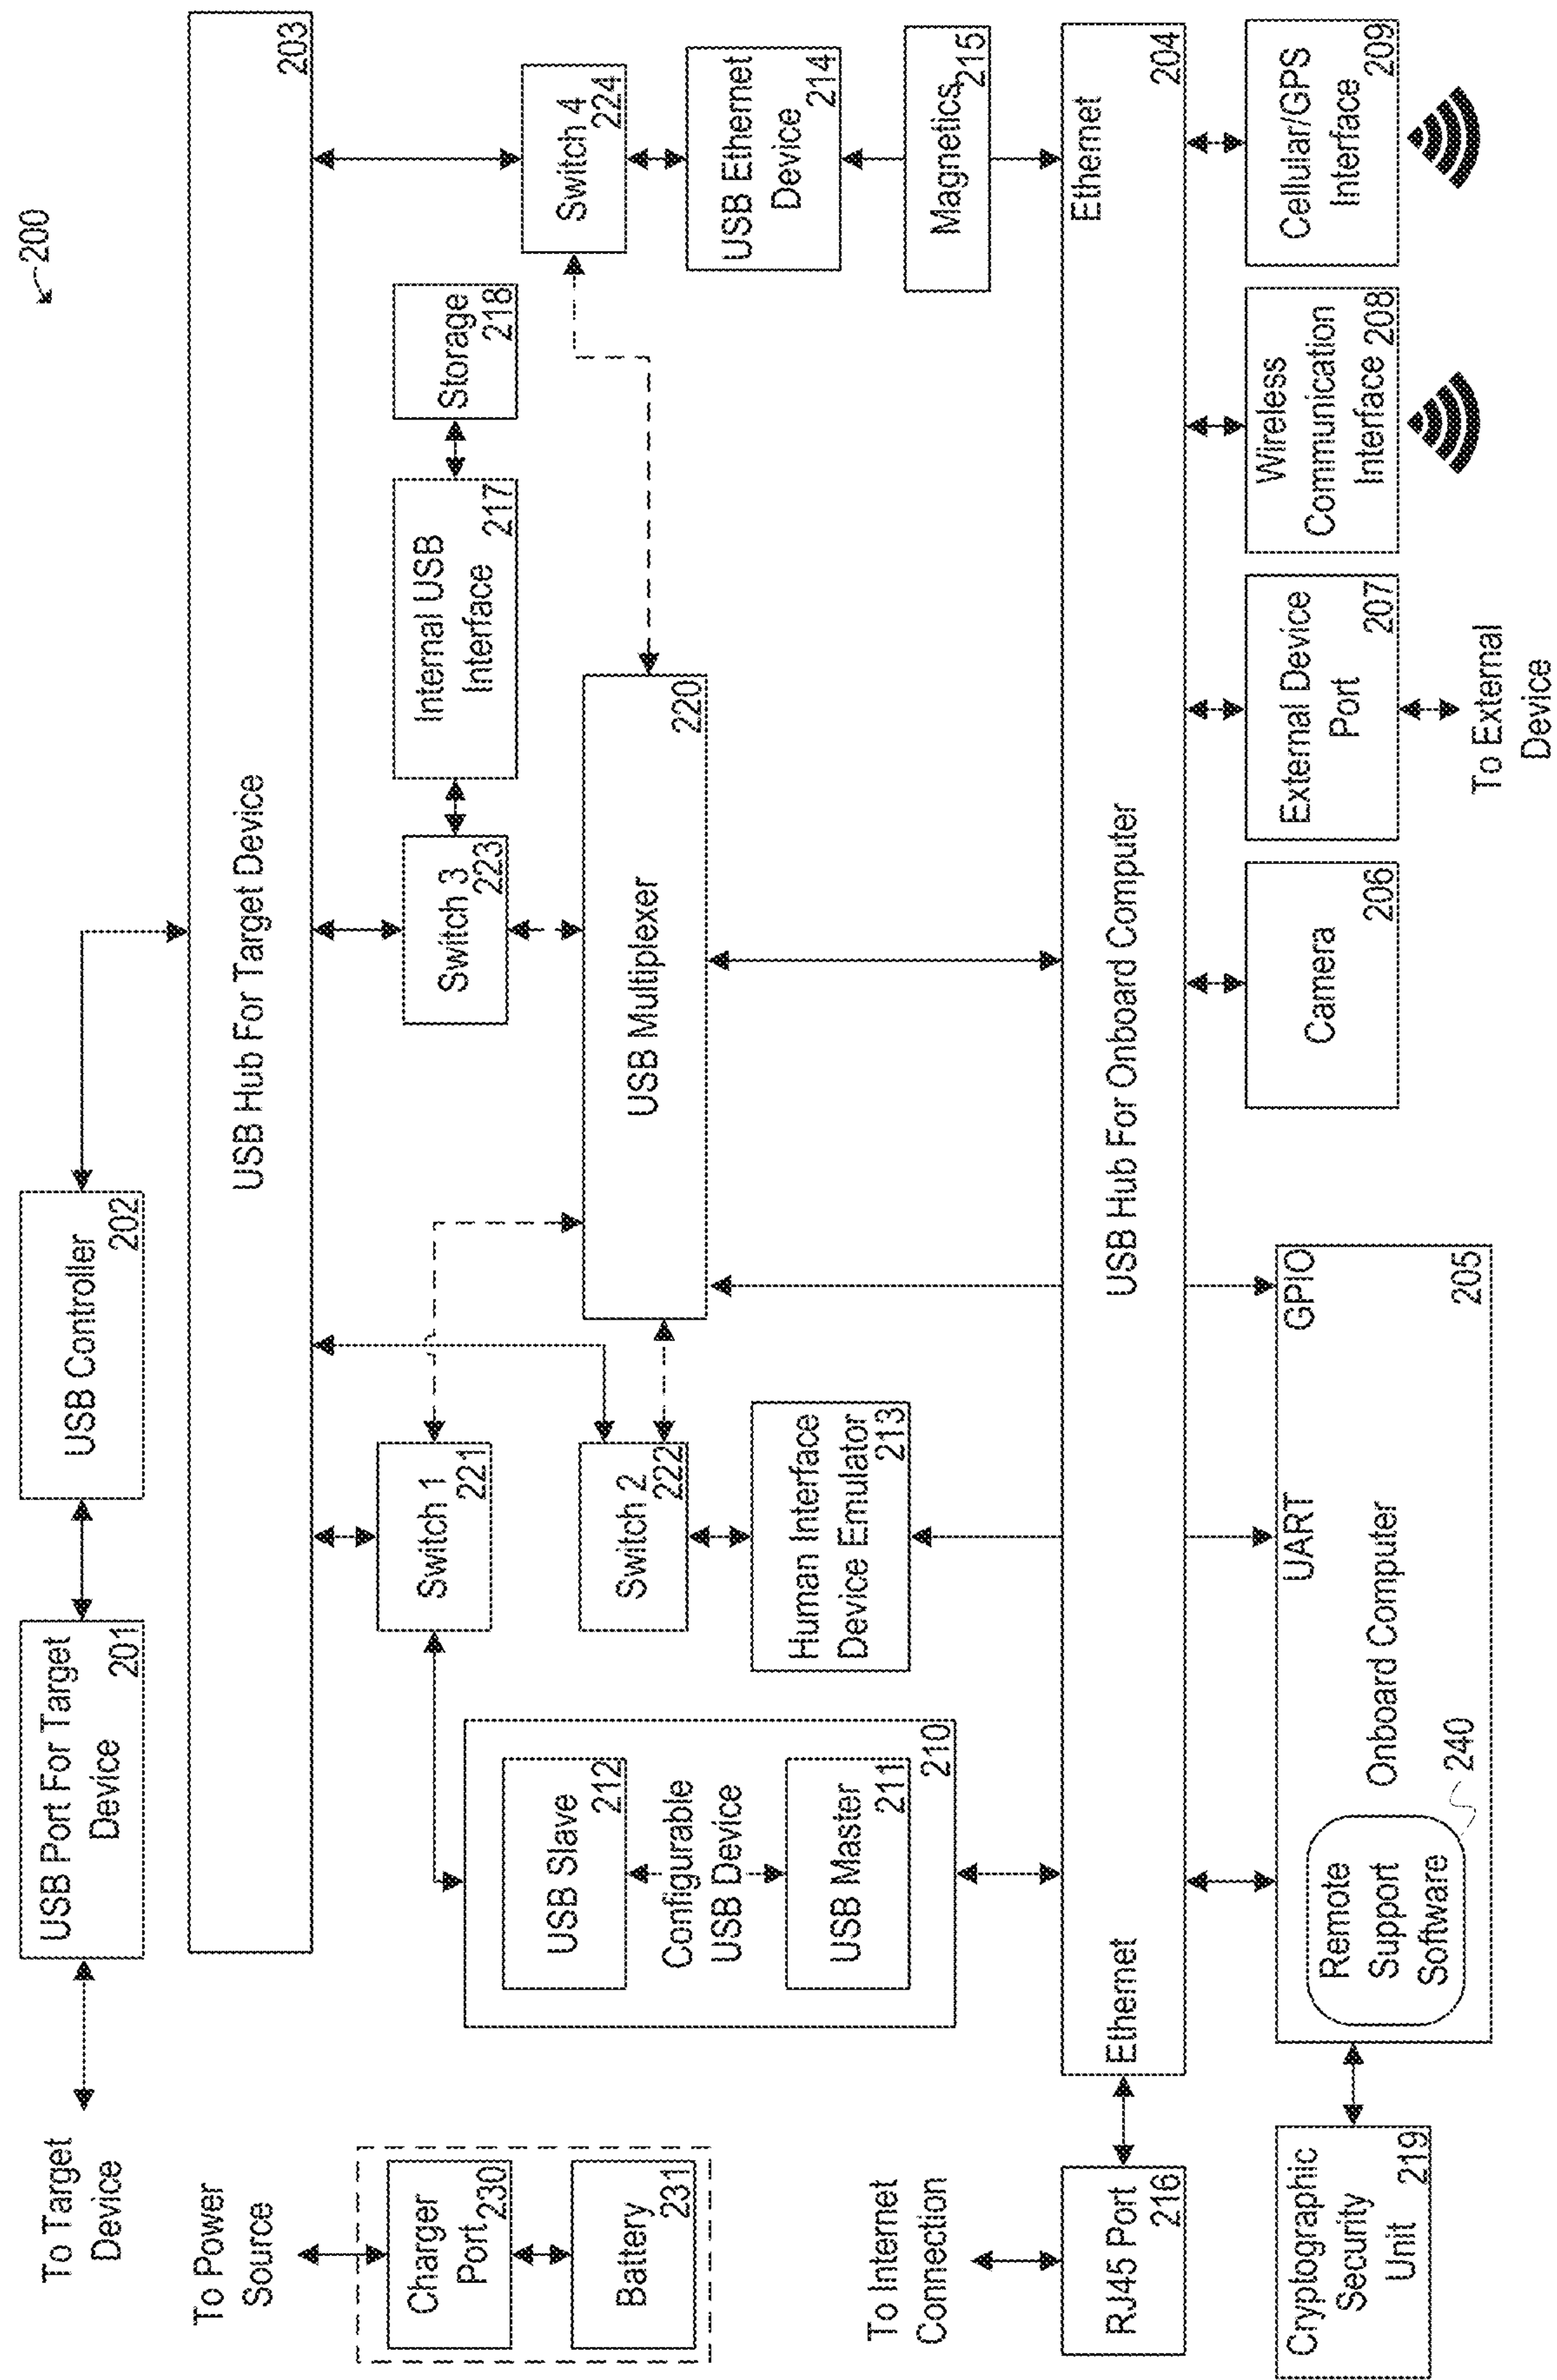 200
To Target
Device
USB Port For Target
Device
201
USB Controller
202
USB Hub For Target Device
203
To Power
Source
Charger
Port
230
Battery
231
Switch 1
221
Switch 2
222
Switch 3
223
Internal USB
Interface
217
Storage
218
Switch 4
224
USB Slave
212
Configurable
USB Device
USB Master
211
210
Human Interface
Device Emulator
213
USB Multiplexer
220
USB Ethernet
Device
214
Magnetics
215
To Internet
Connection
RJ45 Port
216
Ethernet
USB Hub For Onboard Computer
Ethernet
204
Cryptographic
Security
Unit
219
UART
GPIO
Remote
Support
Software
240
Onboard Computer
205
Camera
206
External Device
Port
207
To External
Device
Wireless
Communication
Interface
208
Cellular/GPS
Interface
209